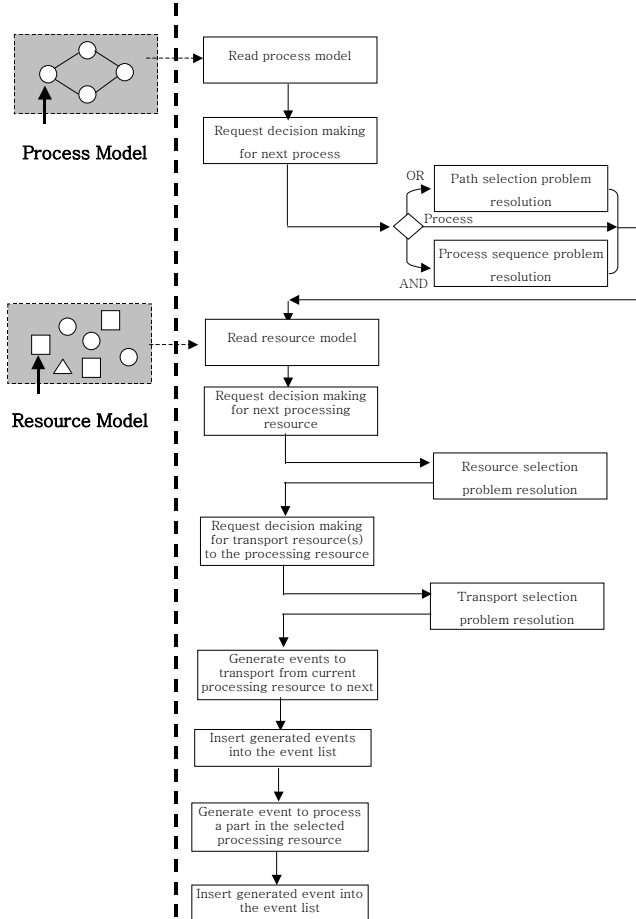 Read process model
Process Model
Request decision making
for next process
OR
Path selection problem
resolution
Process
Process sequence problem
resolution
AND
Read resource model
Resource Model
Request decision making
for next processing
resource
Resource selection
problem resolution
Request decision making
for transport resource(s)
to the processing resource
Transport selection
problem resolution
Generate events to
transport from current
processing resource to next
Insert generated events
into the event list
Generate event to process
a part in the selected
processing resource
Insert generated event into
the event list